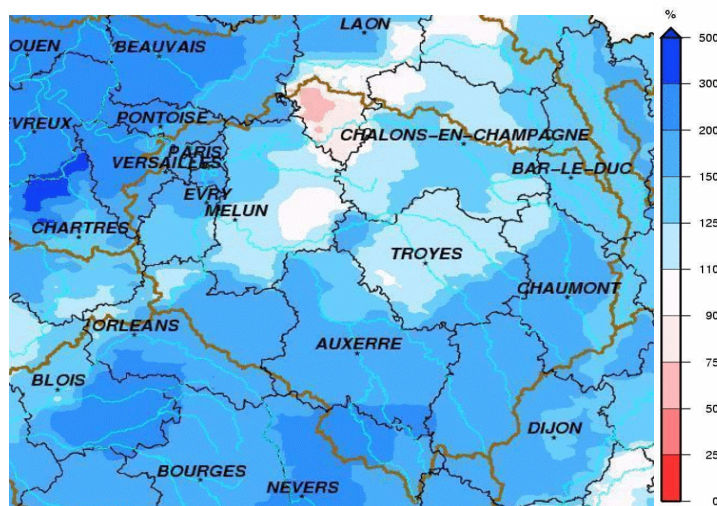 LAON
%
OUEN
BEAUVAIS
500
300
EVREUX
PONTOISE
CHALONS-EN-CHAMPAGNE
200
PARIS
VERSAILLES
BAR-LE-DUC
150
EVRY
MELUN
CHARTRES
125
TROYES
110
CHAUMONT
90
ORLEANS
AUXERRE
75
BLOIS
50
DIJON
25
BOURGES
NEVERS
0